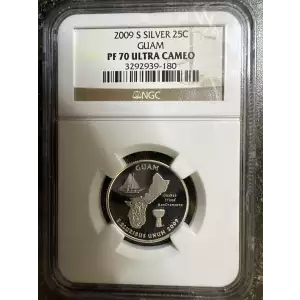 2009 S SILVER 25C
GUAM
PF 70 ULTRA CAMEO
3292939-180
NGC
GUAM
E PLURIBUS UNUM 2009